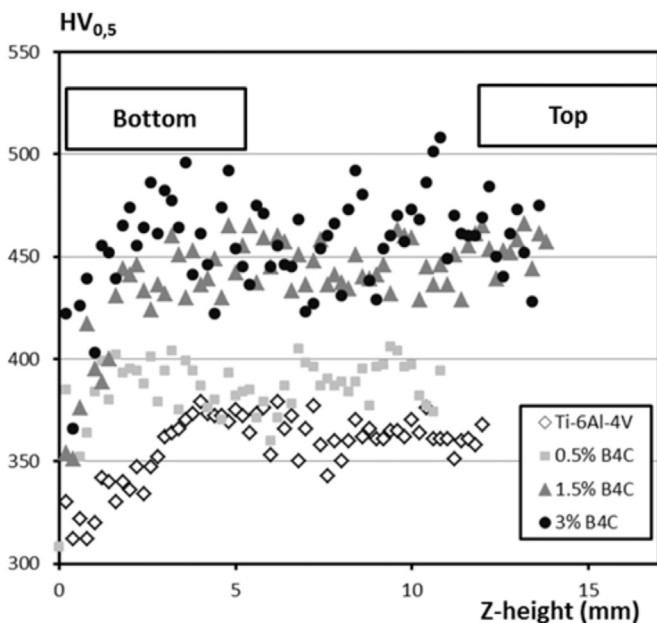 HV0,5
550
Bottom
Top
500
450
400
350
300
Ti-6Al-4V
0.5% B4C
1.5% B4C
3% B4C
0 5 10 15
Z-height (mm)